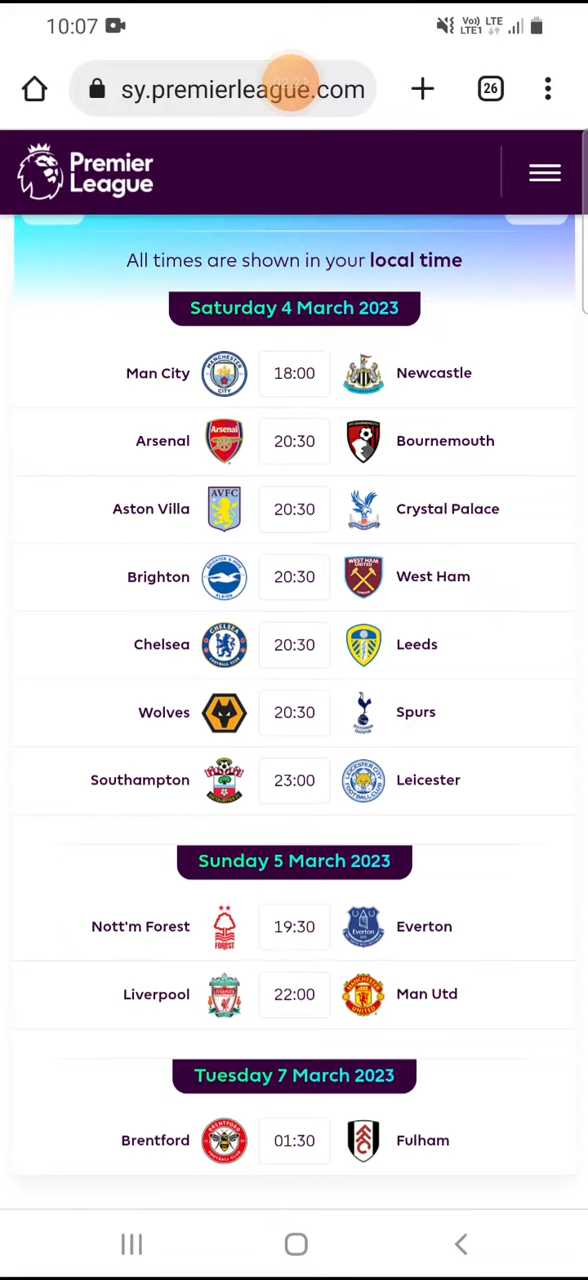 10:07
Vo)) LTE
LTE1
sy.premierleague.com
26
Premier
League
All times are shown in your local time
Saturday 4 March 2023
Man City 18:00 Newcastle
Arsenal 20:30 Bournemouth
Aston Villa 20:30 Crystal Palace
Brighton 20:30 West Ham
Chelsea 20:30 Leeds
Wolves 20:30 Spurs
Southampton 23:00 Leicester
Sunday 5 March 2023
Nott'm Forest 19:30 Everton
Liverpool 22:00 Man Utd
Tuesday 7 March 2023
Brentford 01:30 Fulham